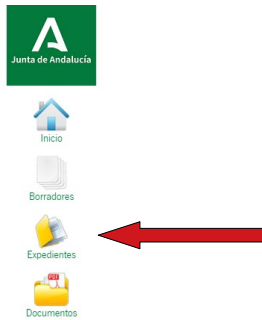 Junta de Andalucía
Inicio
Borradores
Expedientes
PDF
Documentos